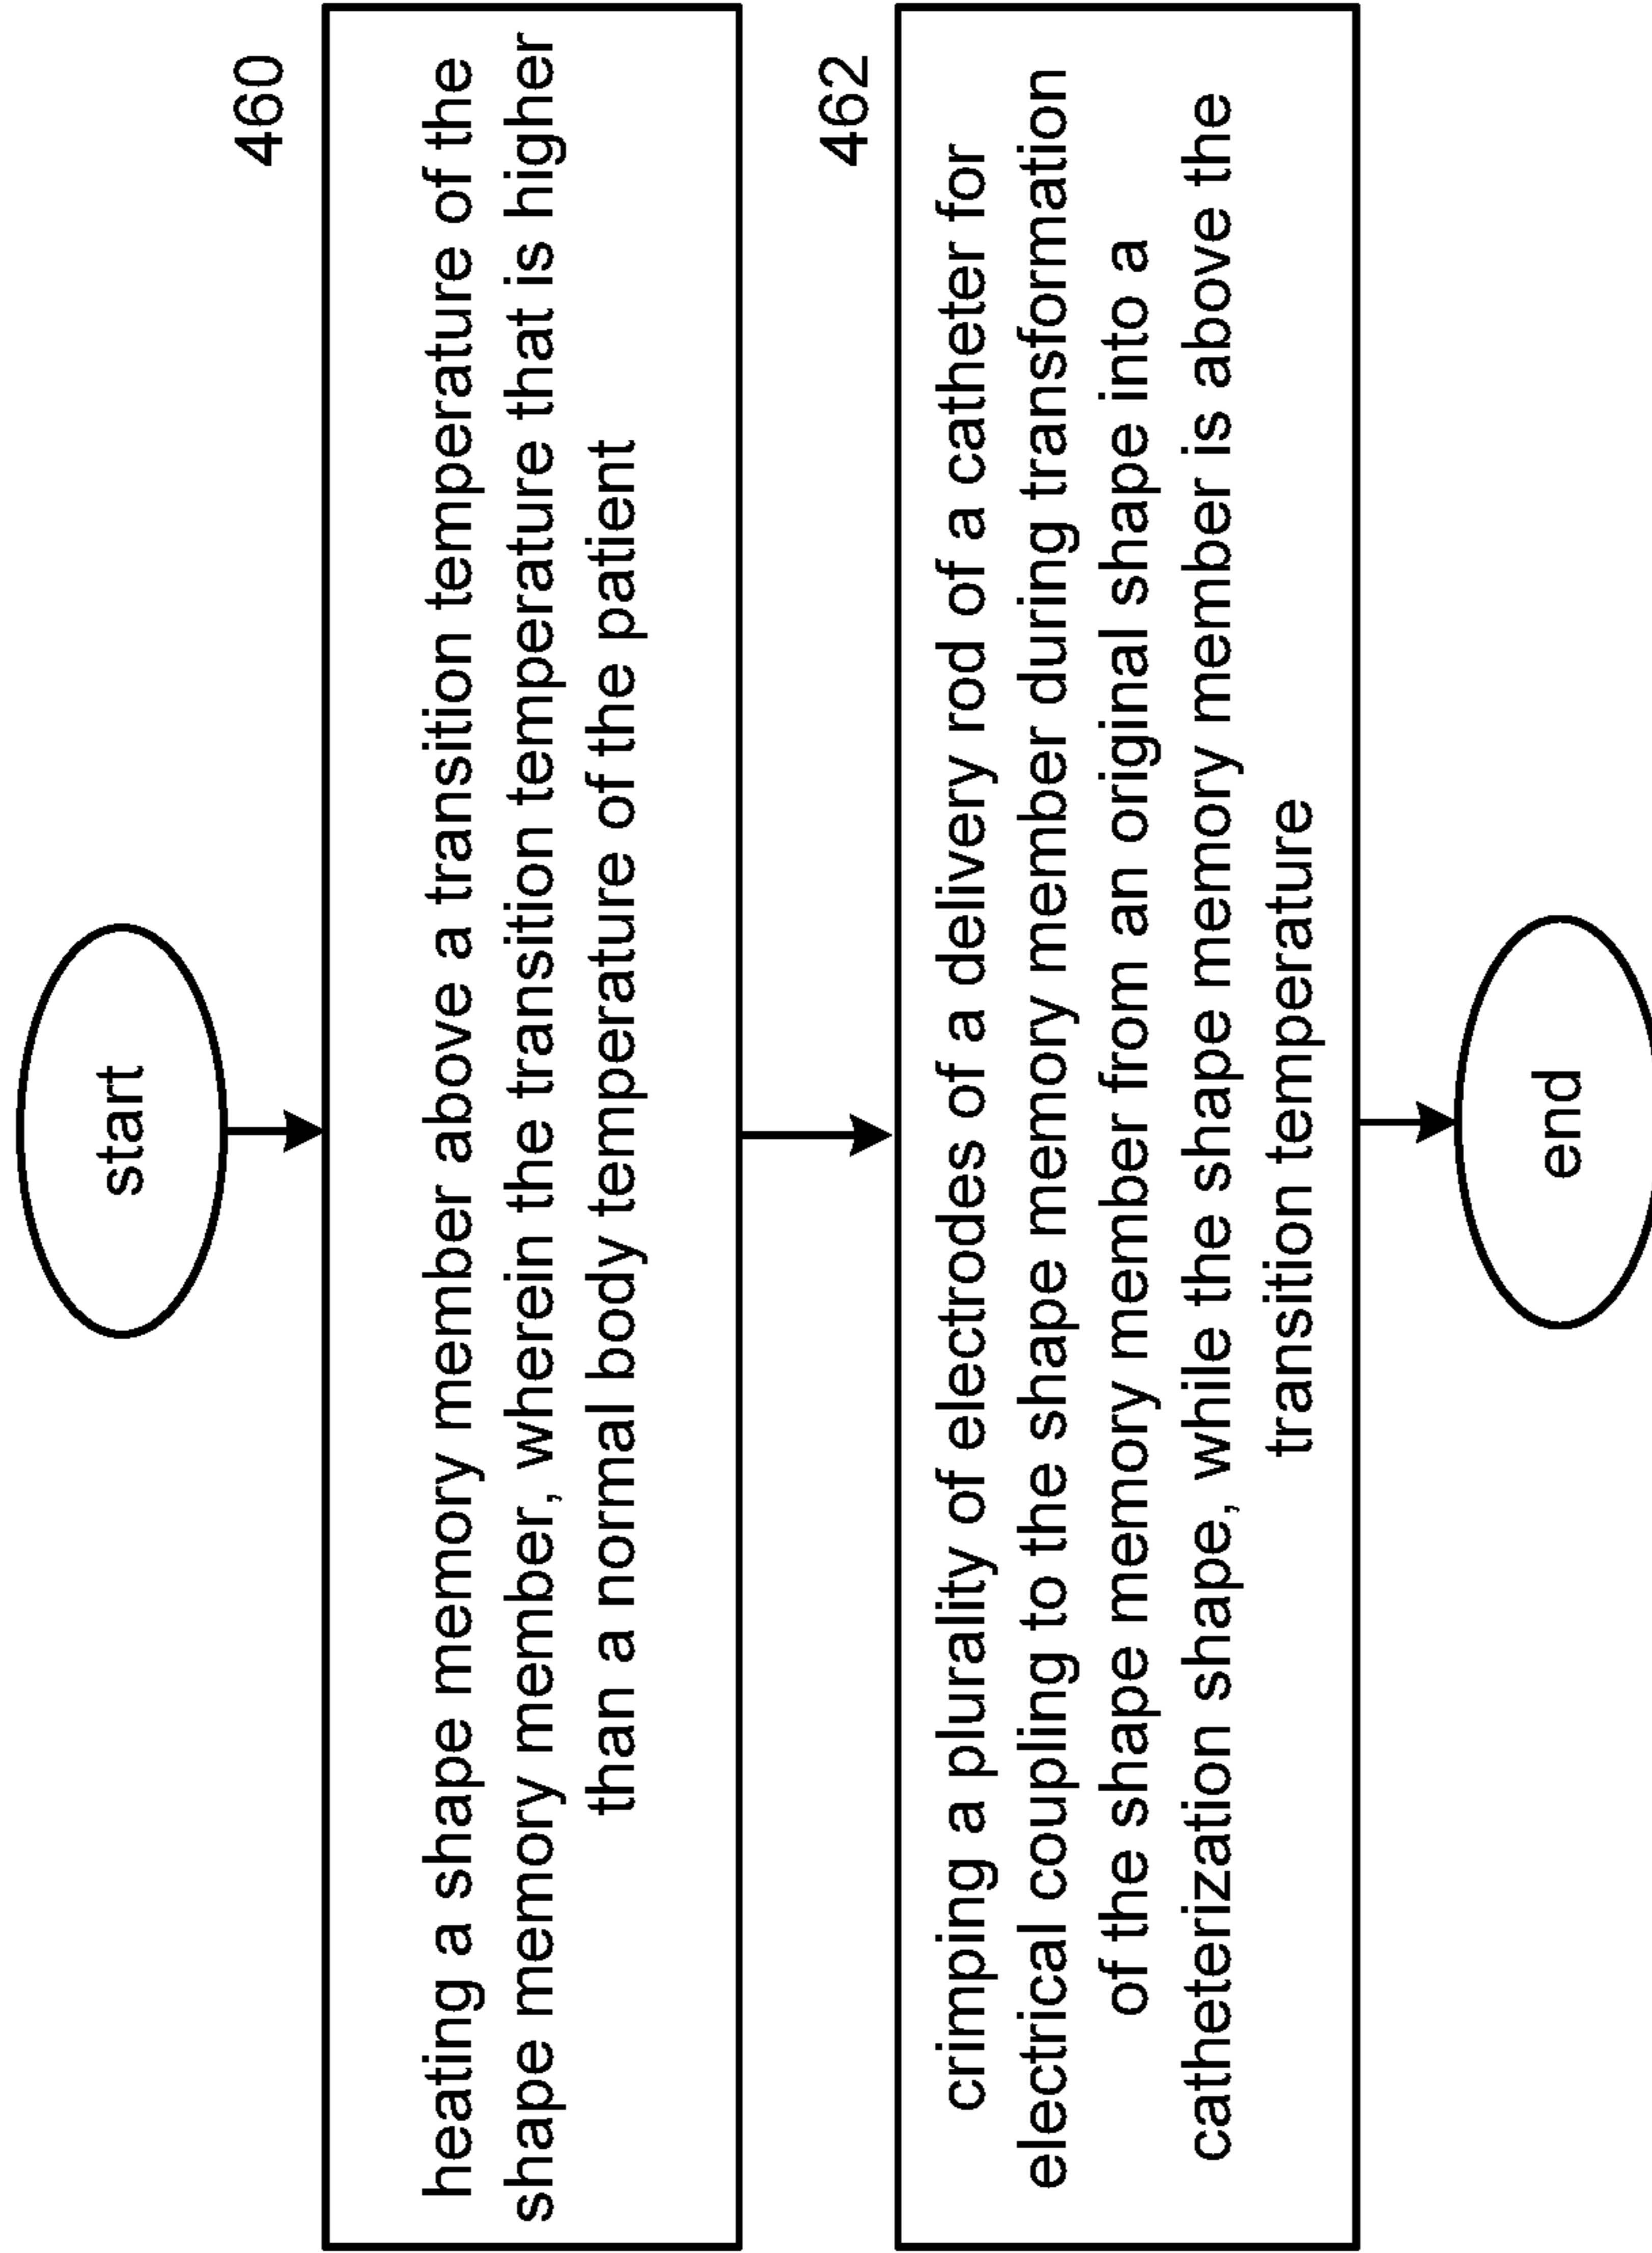 start
460
heating a shape memory member above a transition temperature of the
shape memory member, wherein the transition temperature that is higher
than a normal body temperature of the patient
462
crimping a plurality of electrodes of a delivery rod of a catheter for
electrical coupling to the shape memory member during transformation
of the shape memory member from an original shape into a
catheterization shape, while the shape memory member is above the
transition temperature
end